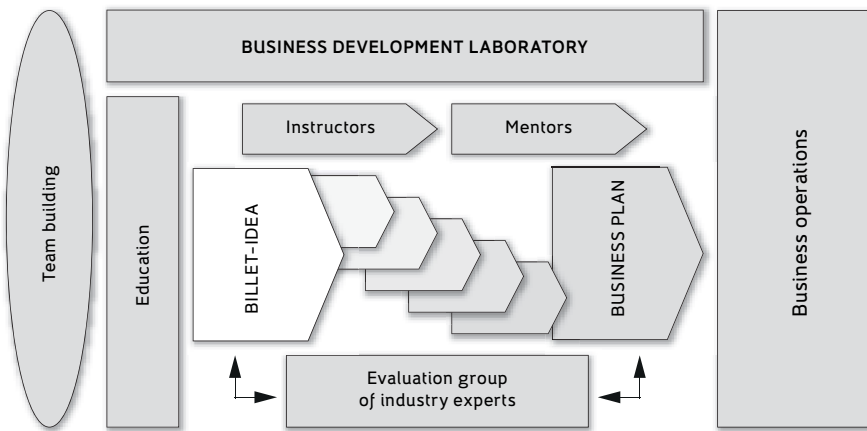 BUSINESS DEVELOPMENT LABORATORY
Team building
Education
Instructors
Mentors
BILLET-IDEA
BUSINESS PLAN
Business operations
Evaluation group
of industry experts